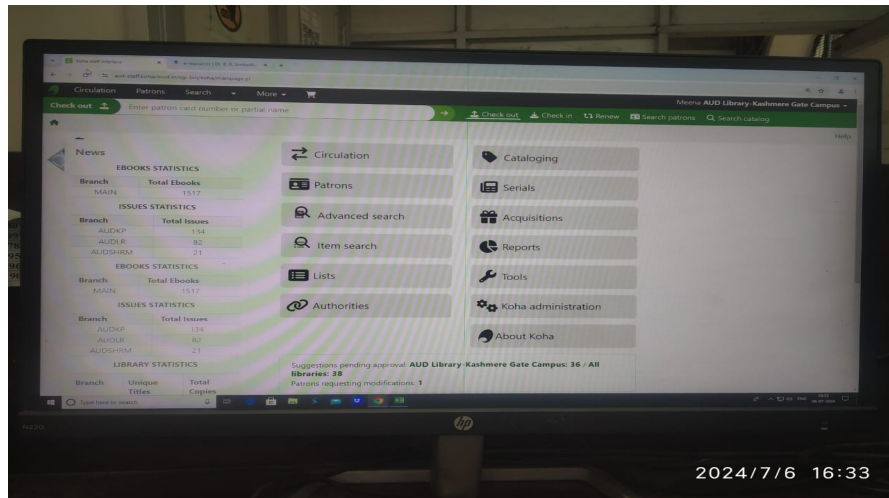 Koha staff interface
Circulation Patrons Search More
Meena AUD Library-Kashmere Gate Campus
Check out Enter patron card number or partial name
Check out Check in Renew Search patrons Search catalog
Help
News
EBOOKS STATISTICS
Branch Total Ebooks
MAIN 1517
ISSUES STATISTICS
Branch Total Issues
AUDKP 134
AUDLR 82
AUDSHRM 21
EBOOKS STATISTICS
Branch Total Ebooks
MAIN 1517
ISSUES STATISTICS
Branch Total Issues
AUDKP 134
AUDLR 82
AUDSHRM 21
LIBRARY STATISTICS
Branch Unique Titles Total Copies
Circulation
Patrons
Advanced search
Item search
Lists
Authorities
Cataloging
Serials
Acquisitions
Reports
Tools
Koha administration
About Koha
Suggestions pending approval: AUD Library-Kashmere Gate Campus: 36 / All
libraries: 38
Patrons requesting modifications: 1
Type here to search
hp
2024/7/6 16:33